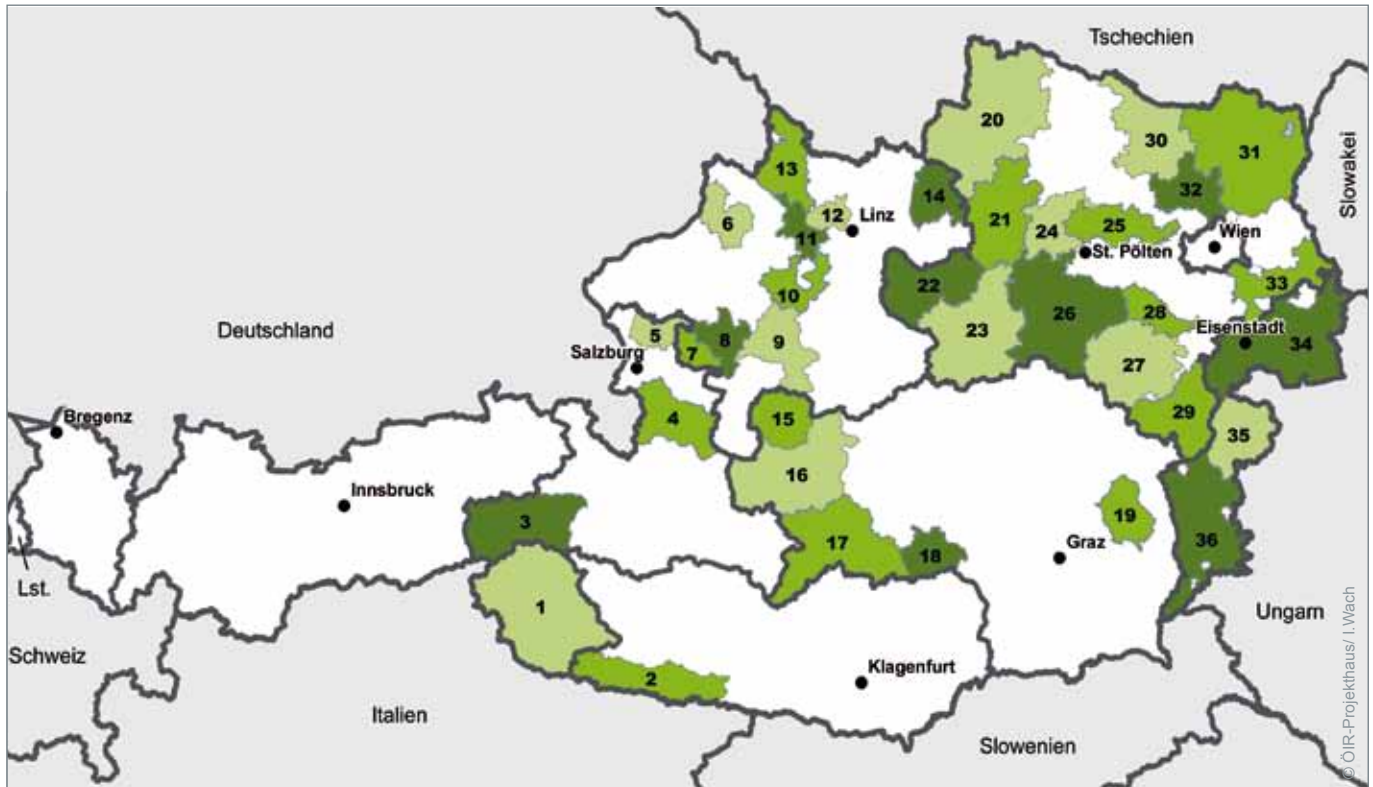 Tschechien
20
30
31
Slowakei
13
32
14
6
12
Linz
21
25
11
24
Wien
St. Pölten
22
33
10
28
26
Eisenstadt
Deutschland
5
8
9
23
34
Salzburg
7
27
Bregenz
4
15
29
35
16
Innsbruck
19
3
17
18
Graz
36
Lst.
1
Ungarn
Schweiz
2
Klagenfurt
Italien
Slowenien
© ÖIR-Projekthaus/ I.Wach